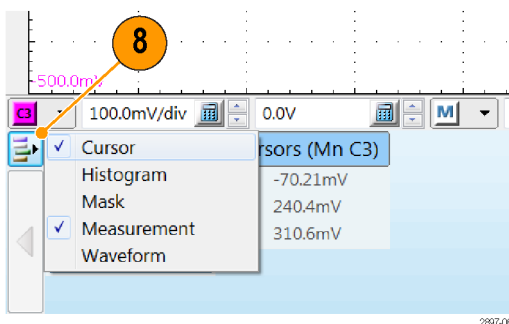 8
-500.0mV
C3 100.0mV/div 0.0V M
Cursor
Histogram
Mask
Measurement
Waveform
rsors (Mn C3)
-70.21mV
240.4mV
310.6mV